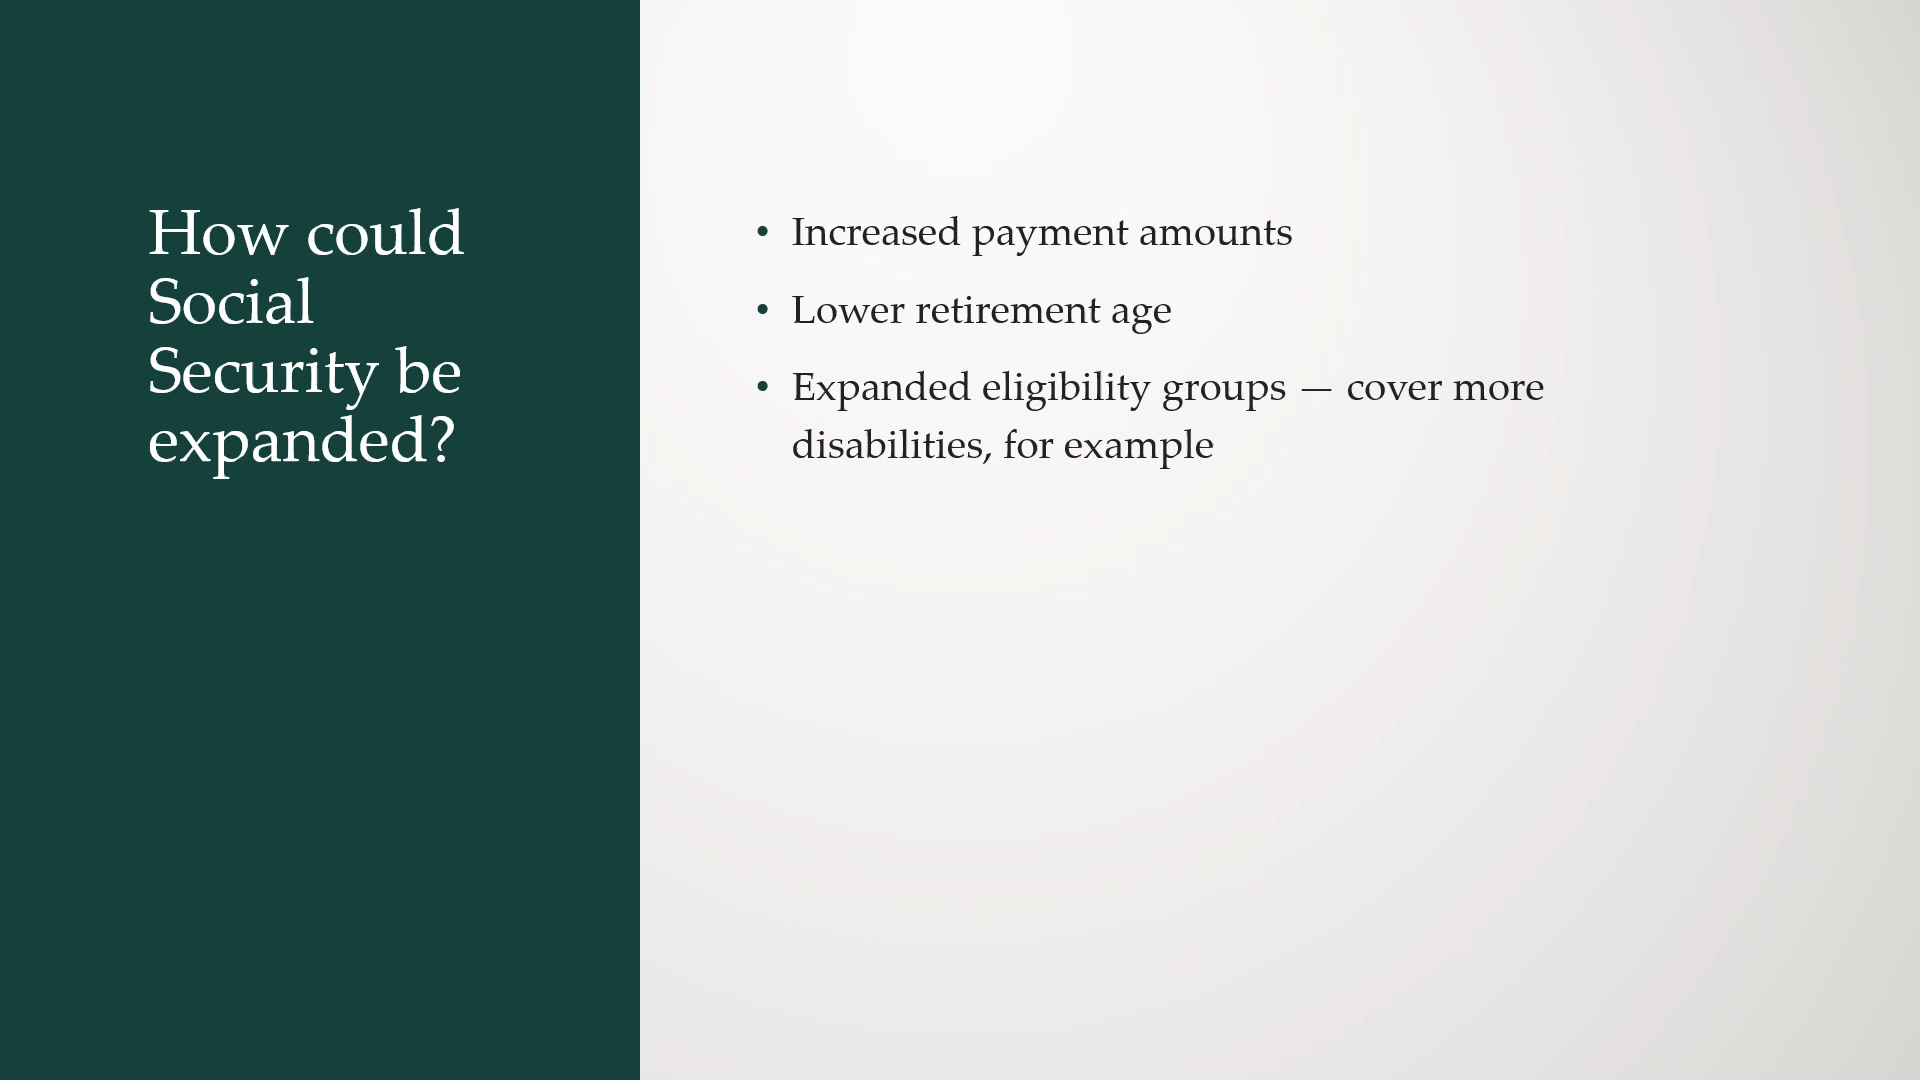 How could
Social
Security be
expanded?
• Increased payment amounts
• Lower retirement age
• Expanded eligibility groups — cover more
disabilities, for example